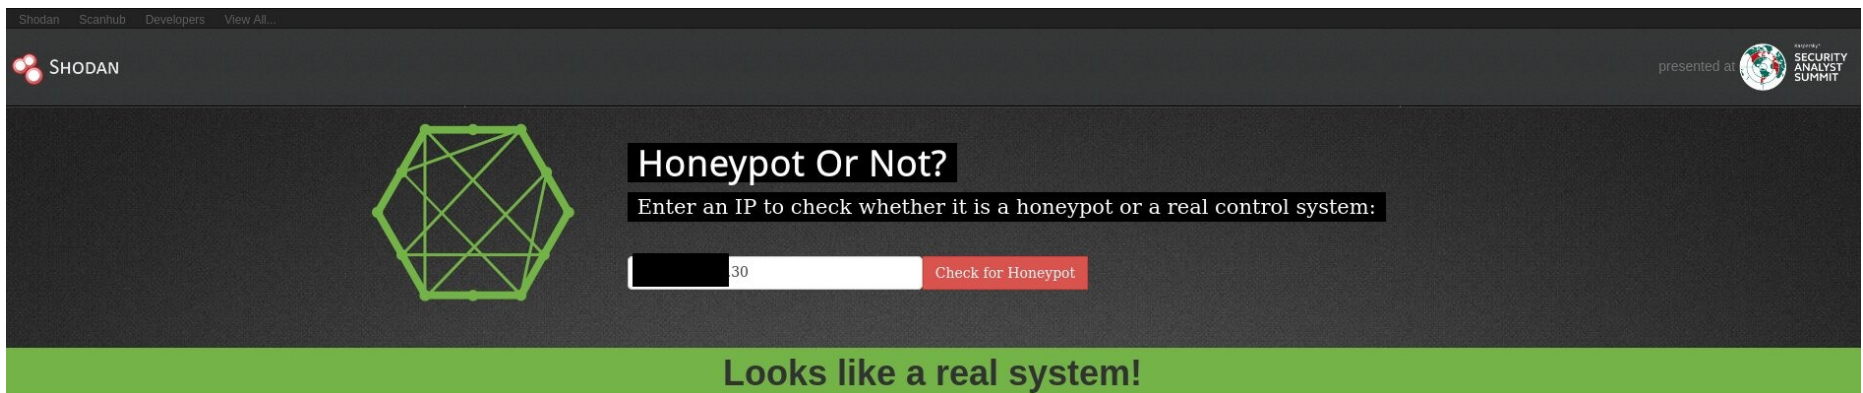 Shodan Scanhub Developers View All...
SHODAN
presented at
kaspersky
SECURITY
ANALYST
SUMMIT
Honeypot Or Not?
Enter an IP to check whether it is a honeypot or a real control system:
.30
Check for Honeypot
Looks like a real system!